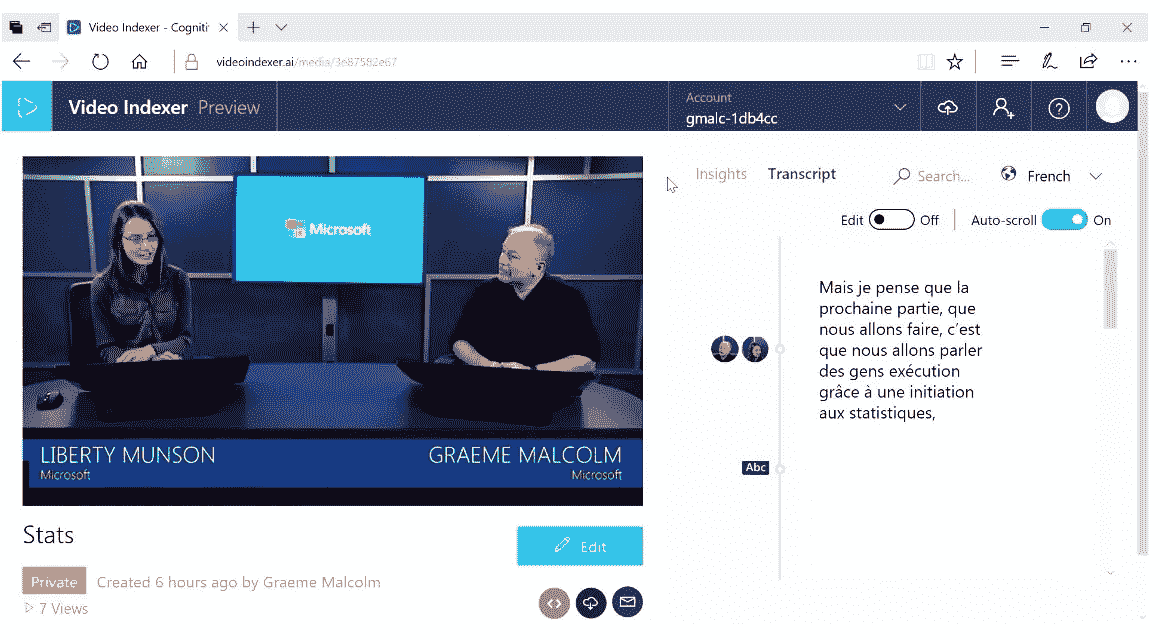 Video Indexer - Cogniti
videoindexer.ai/media/3e87582e67
Video Indexer Preview
Account
gmalc-1db4cc
Insights Transcript Search... French
Edit Off Auto-scroll On
Microsoft
Mais je pense que la
prochaine partie, que
nous allons faire, c'est
que nous allons parler
des gens exécution
grâce à une initiation
aux statistiques,
Abc
LIBERTY MUNSON
Microsoft
GRAEME MALCOLM
Microsoft
Stats
Edit
Private Created 6 hours ago by Graeme Malcolm
7 Views